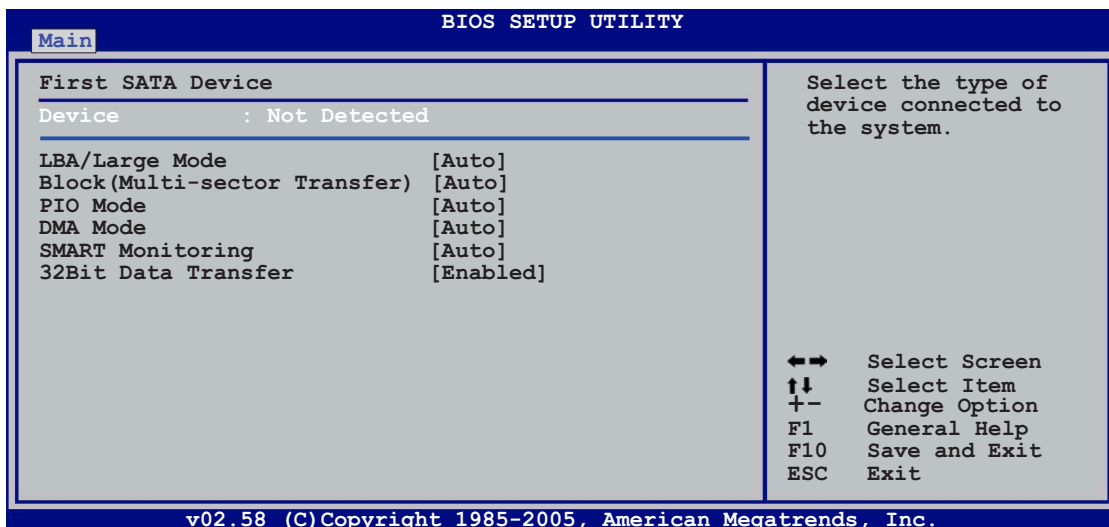 BIOS SETUP UTILITY
Main
First SATA Device
Device : Not Detected
LBA/Large Mode [Auto]
Block(Multi-sector Transfer) [Auto]
PIO Mode [Auto]
DMA Mode [Auto]
SMART Monitoring [Auto]
32Bit Data Transfer [Enabled]
Select the type of
device connected to
the system.
←→ Select Screen
↑↓ Select Item
+- Change Option
F1 General Help
F10 Save and Exit
ESC Exit
v02.58 (C)Copyright 1985-2005, American Megatrends, Inc.